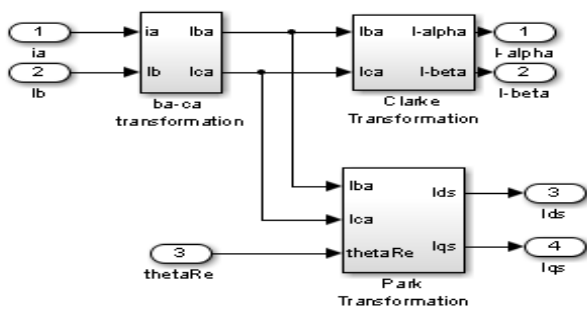 1 ia Iba Iba I-alpha 1
ia I-alpha
2 Ib Ica Ica I-beta 2
Ib ba-ca Clarke I-beta
transformation Transformation
Iba Ids 3
Ids
Ica
3 thetaRe Iqs 4
thetaRe Park Iqs
Transformation